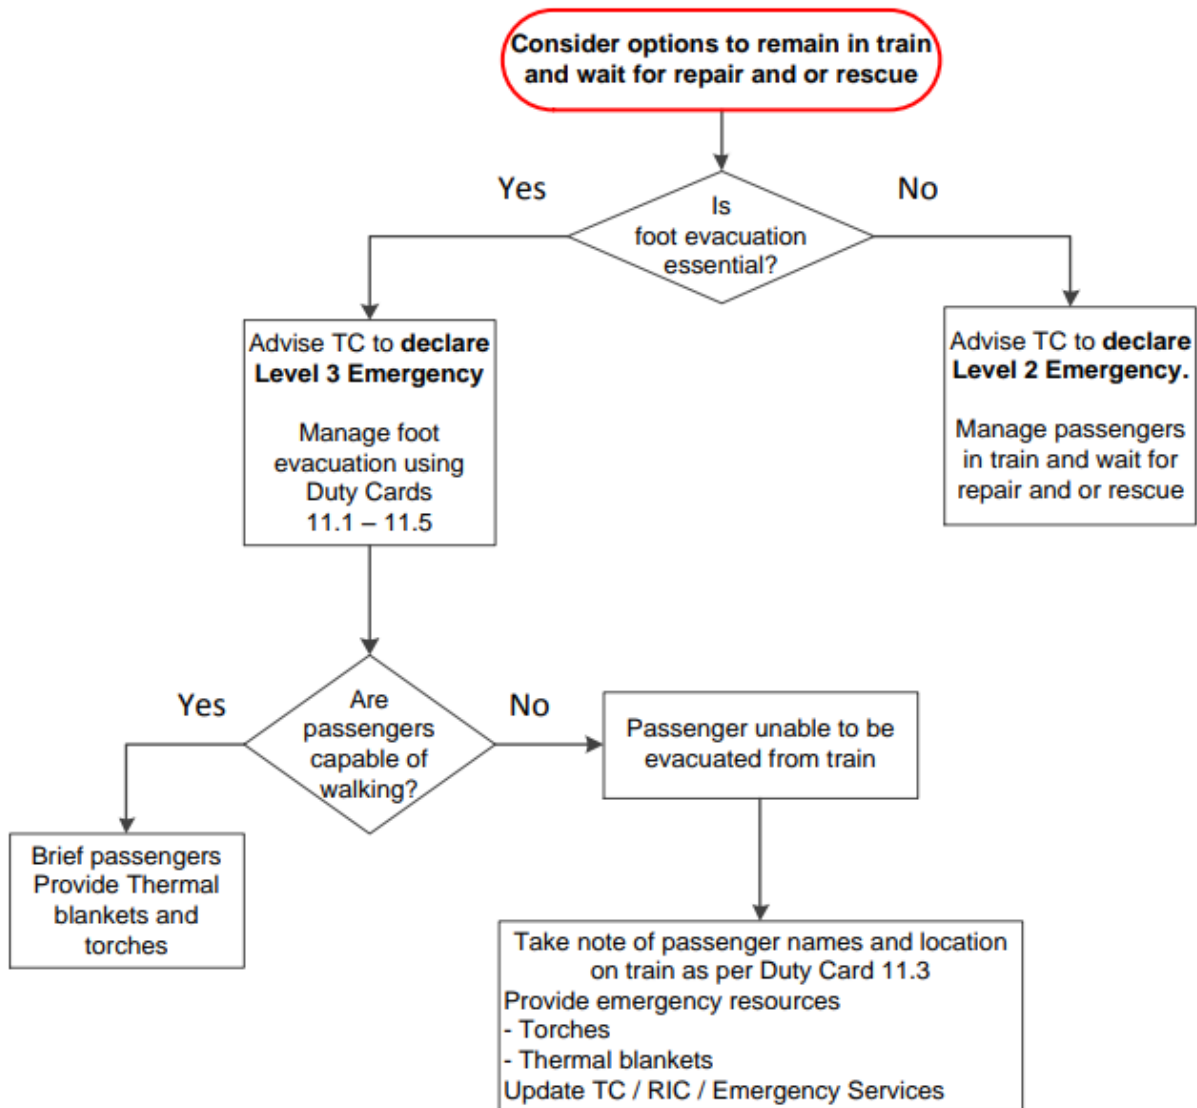 Consider options to remain in train
and wait for repair and or rescue
Yes
No
Is
foot evacuation
essential?
Advise TC to declare
Level 3 Emergency
Manage foot
evacuation using
Duty Cards
11.1 – 11.5
Advise TC to declare
Level 2 Emergency.
Manage passengers
in train and wait for
repair and or rescue
Yes
No
Are
passengers
capable of
walking?
Passenger unable to be
evacuated from train
Brief passengers
Provide Thermal
blankets and
torches
Take note of passenger names and location
on train as per Duty Card 11.3
Provide emergency resources
- Torches
- Thermal blankets
Update TC / RIC / Emergency Services